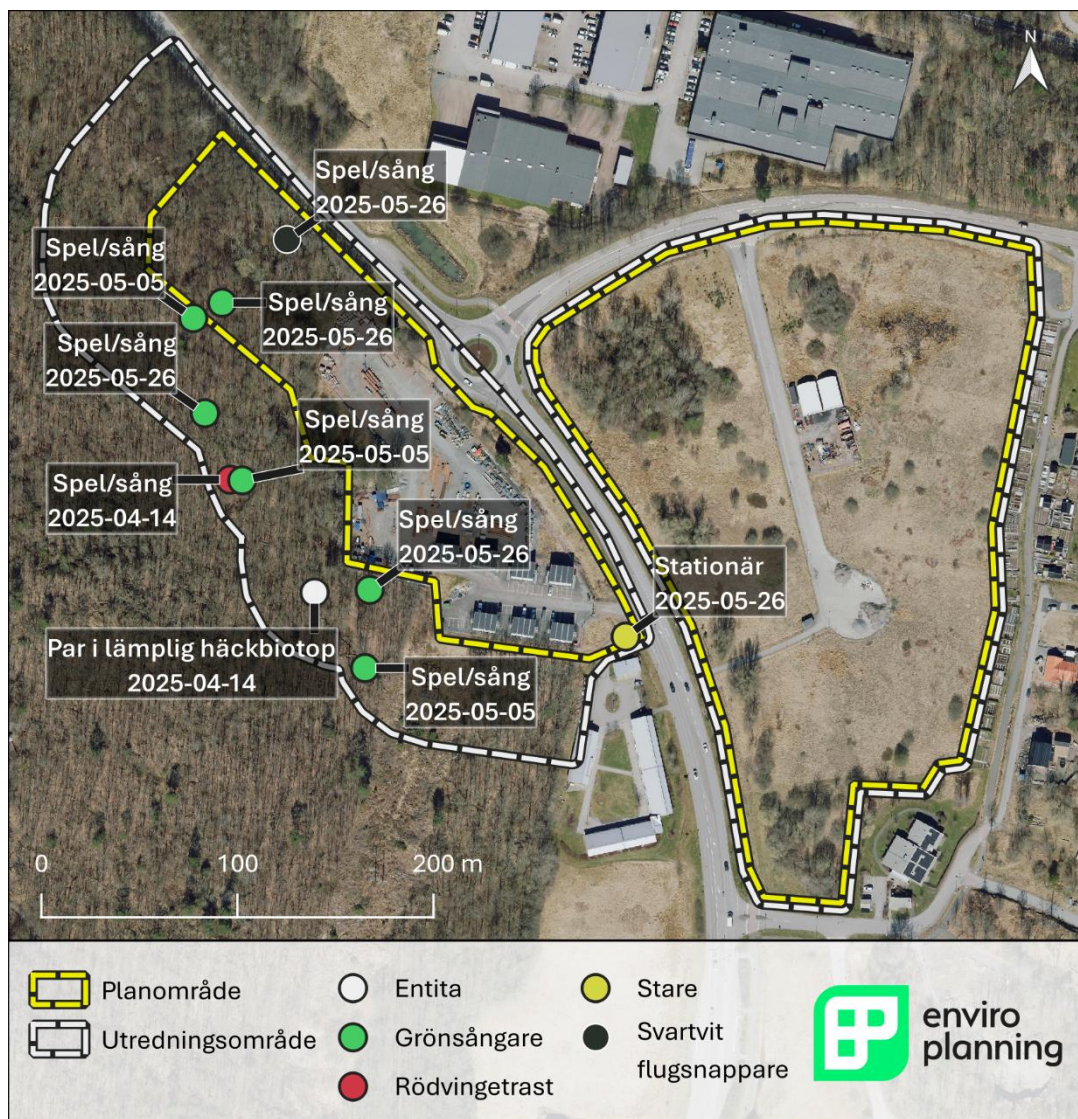 N
Spel/sång
2025-05-26
Spel/sång
2025-05-05
Spel/sång
2025-05-26
Spel/sång
2025-05-26
Spel/sång
2025-05-05
Spel/sång
2025-04-14
Spel/sång
2025-05-26
Stationär
2025-05-26
Par i lämplig häckbiotop
2025-04-14
Spel/sång
2025-05-05
0 100 200 m
Planområde
Utredningsområde
Entita
Grönsångare
Rödvingetrast
Stare
Svartvit
flugsnappare
enviro
planning